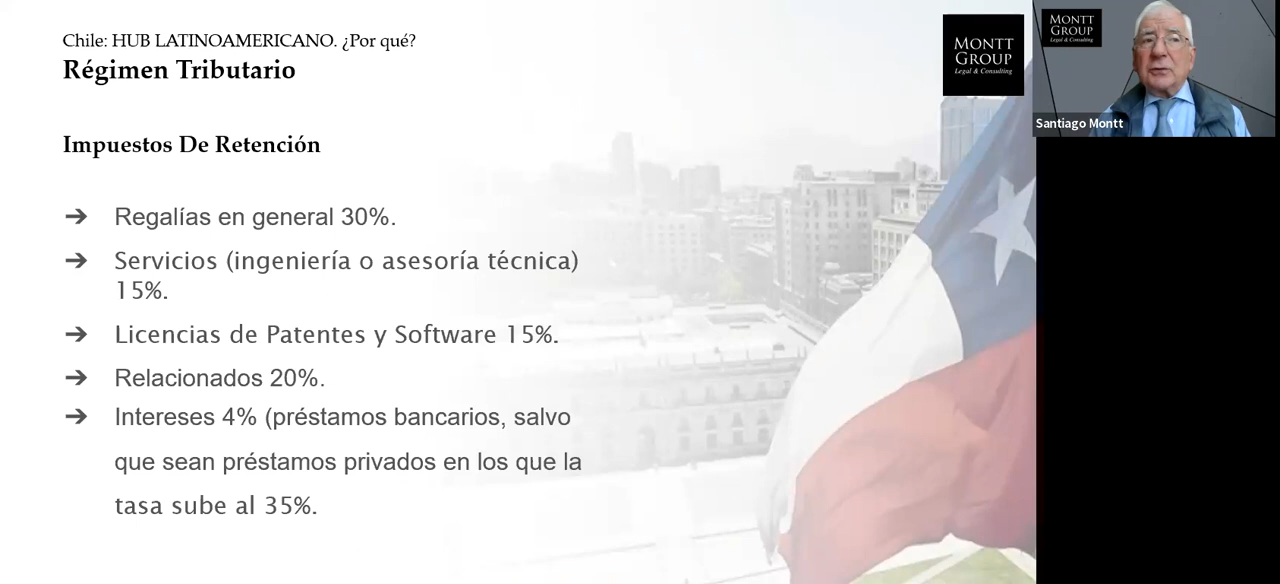 Chile: HUB LATINOAMERICANO. ¿Por qué?
Régimen Tributario
Impuestos De Retención
➔ Regalías en general 30%.
➔ Servicios (ingeniería o asesoría técnica)
15%.
➔ Licencias de Patentes y Software 15%.
➔ Relacionados 20%.
➔ Intereses 4% (préstamos bancarios, salvo
que sean préstamos privados en los que la
tasa sube al 35%.
MONTT
GROUP
Legal & Consulting
MONTT
GROUP
Legal & Consulting
Santiago Montt